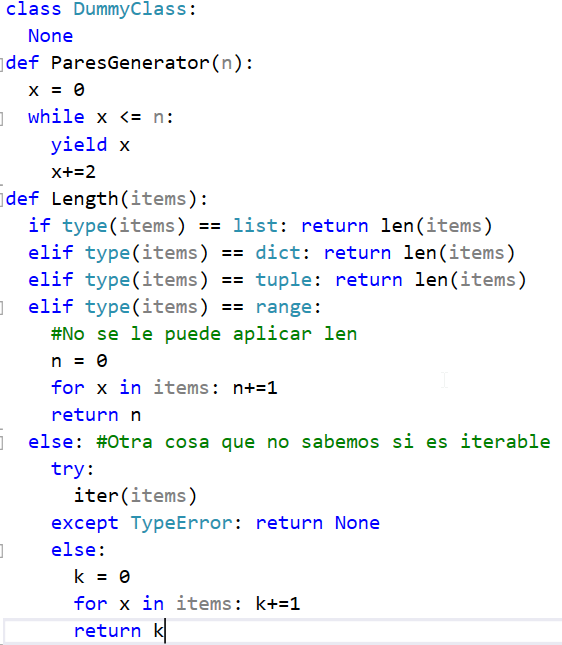 class DummyClass:
  None
def ParesGenerator(n):
  x = 0
  while x <= n:
    yield x
    x+=2
def Length(items):
  if type(items) == list: return len(items)
  elif type(items) == dict: return len(items)
  elif type(items) == tuple: return len(items)
  elif type(items) == range:
    #No se le puede aplicar len
    n = 0
    for x in items: n+=1
    return n
  else: #Otra cosa que no sabemos si es iterable
    try:
      iter(items)
    except TypeError: return None
    else:
      k = 0
      for x in items: k+=1
      return k